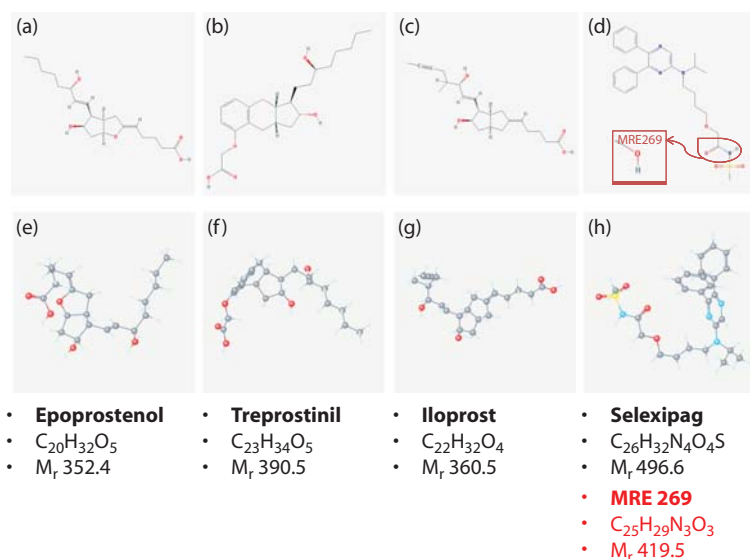 (a) (b) (c) (d)
MRE269
(e) (f) (g) (h)
• Epoprostenol
• C20H32O5
• Mr 352.4
• Treprostinil
• C23H34O5
• Mr 390.5
• Iloprost
• C22H32O4
• Mr 360.5
• Selexipag
• C26H32N4O4S
• Mr 496.6
• MRE 269
• C25H29N3O3
• Mr 419.5